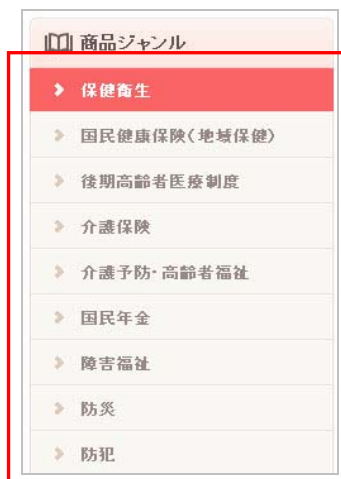 商品ジャンル
保健衛生
国民健康保険(地域保健)
後期高齢者医療制度
介護保険
介護予防・高齢者福祉
国民年金
障害福祉
防災
防犯